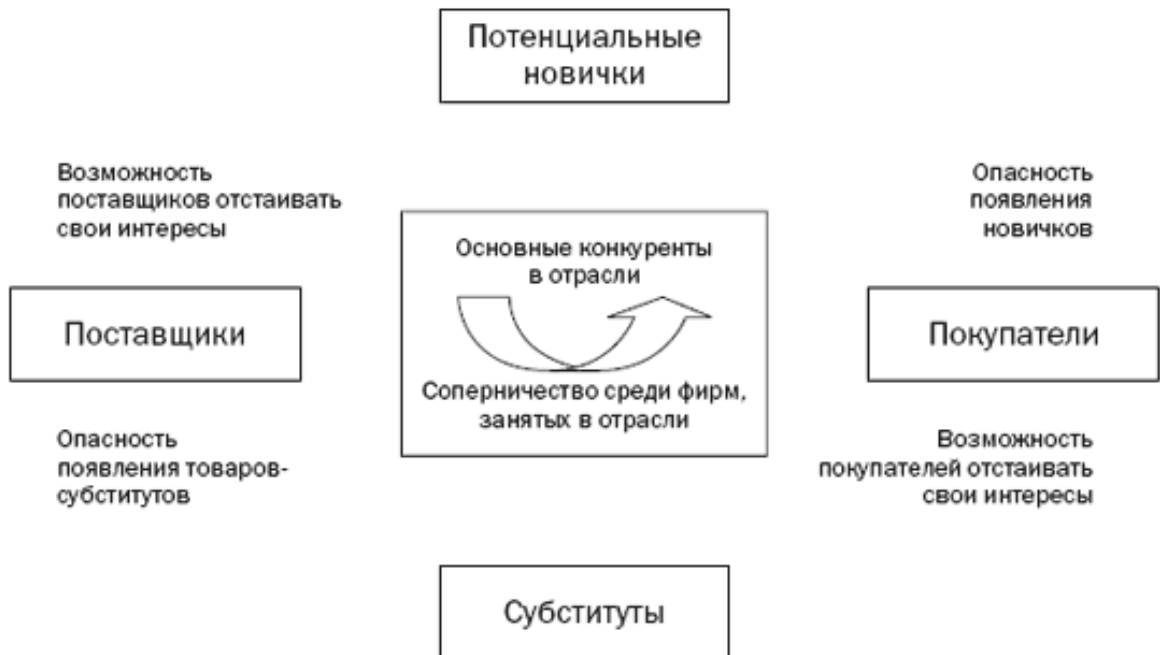 Потенциальные
новички
Возможность
поставщиков отстаивать
свои интересы
Опасность
появления
новичков
Основные конкуренты
в отрасли
Поставщики
Покупатели
Соперничество среди фирм,
занятых в отрасли
Опасность
появления товаров-
субститутов
Возможность
покупателей отстаивать
свои интересы
Субституты